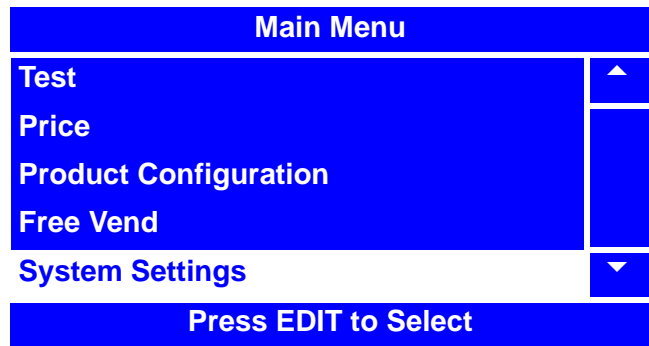 Main Menu
Test
Price
Product Configuration
Free Vend
System Settings
Press EDIT to Select